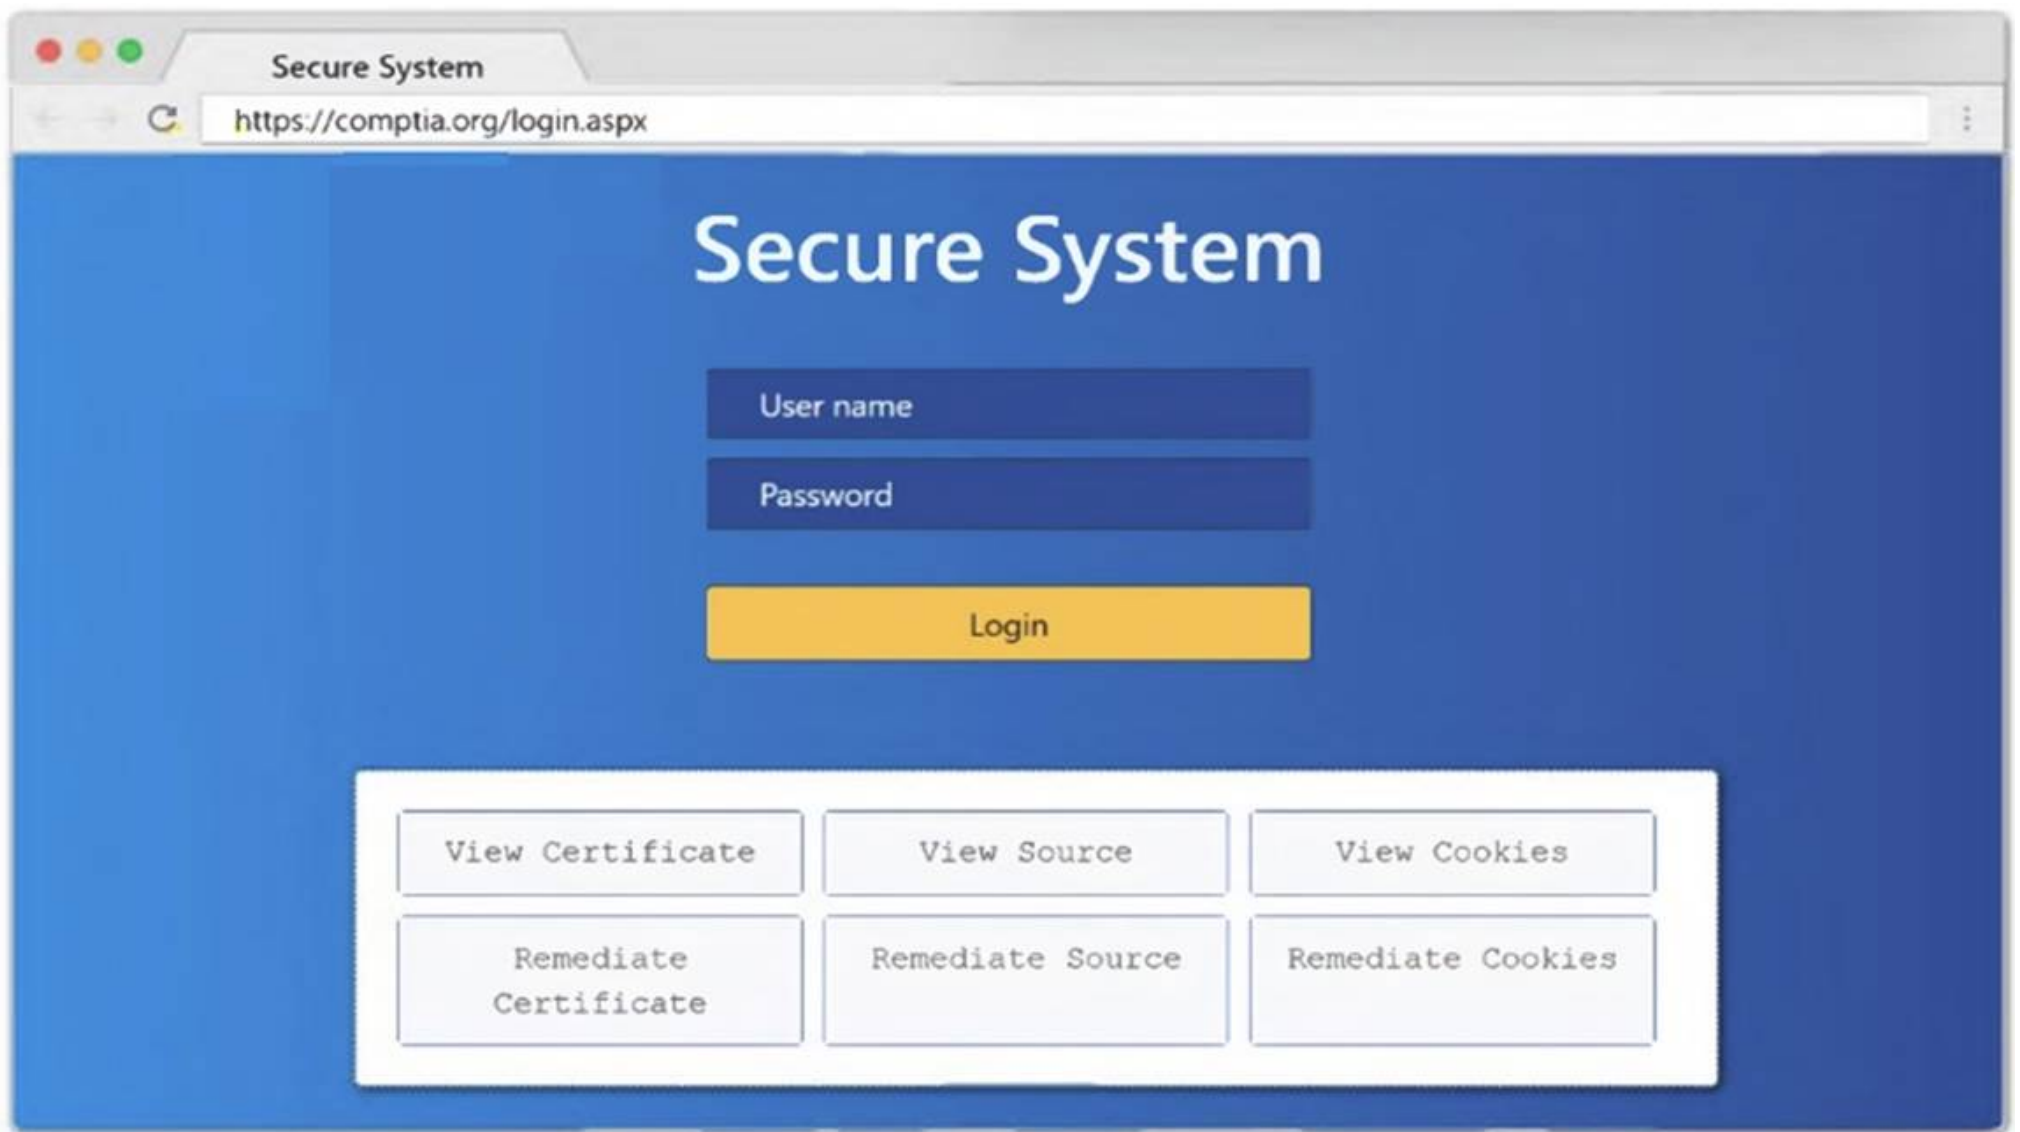 Secure System
https://comptia.org/login.aspx
Secure System
User name
Password
Login
View Certificate
View Source
View Cookies
Remediate
Certificate
Remediate Source
Remediate Cookies